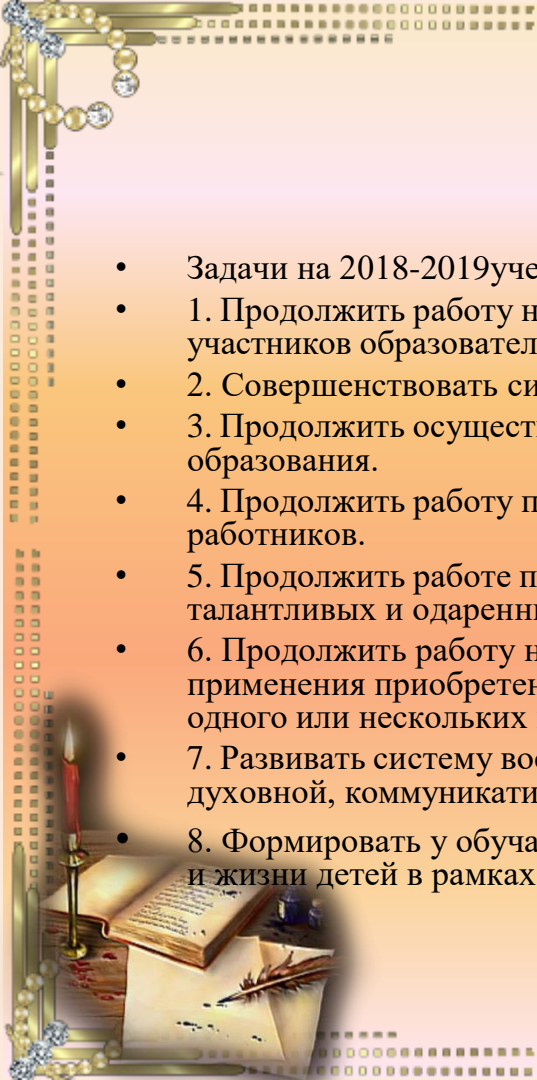 • Задачи на 2018-2019уче
• 1. Продолжить работу н
участников образовател
• 2. Совершенствовать си
• 3. Продолжить осущест
образования.
• 4. Продолжить работу п
работников.
• 5. Продолжить работе п
талантливых и одаренн
• 6. Продолжить работу н
применения приобретен
одного или нескольких
• 7. Развивать систему вос
духовной, коммуникати
• 8. Формировать у обуча
и жизни детей в рамках